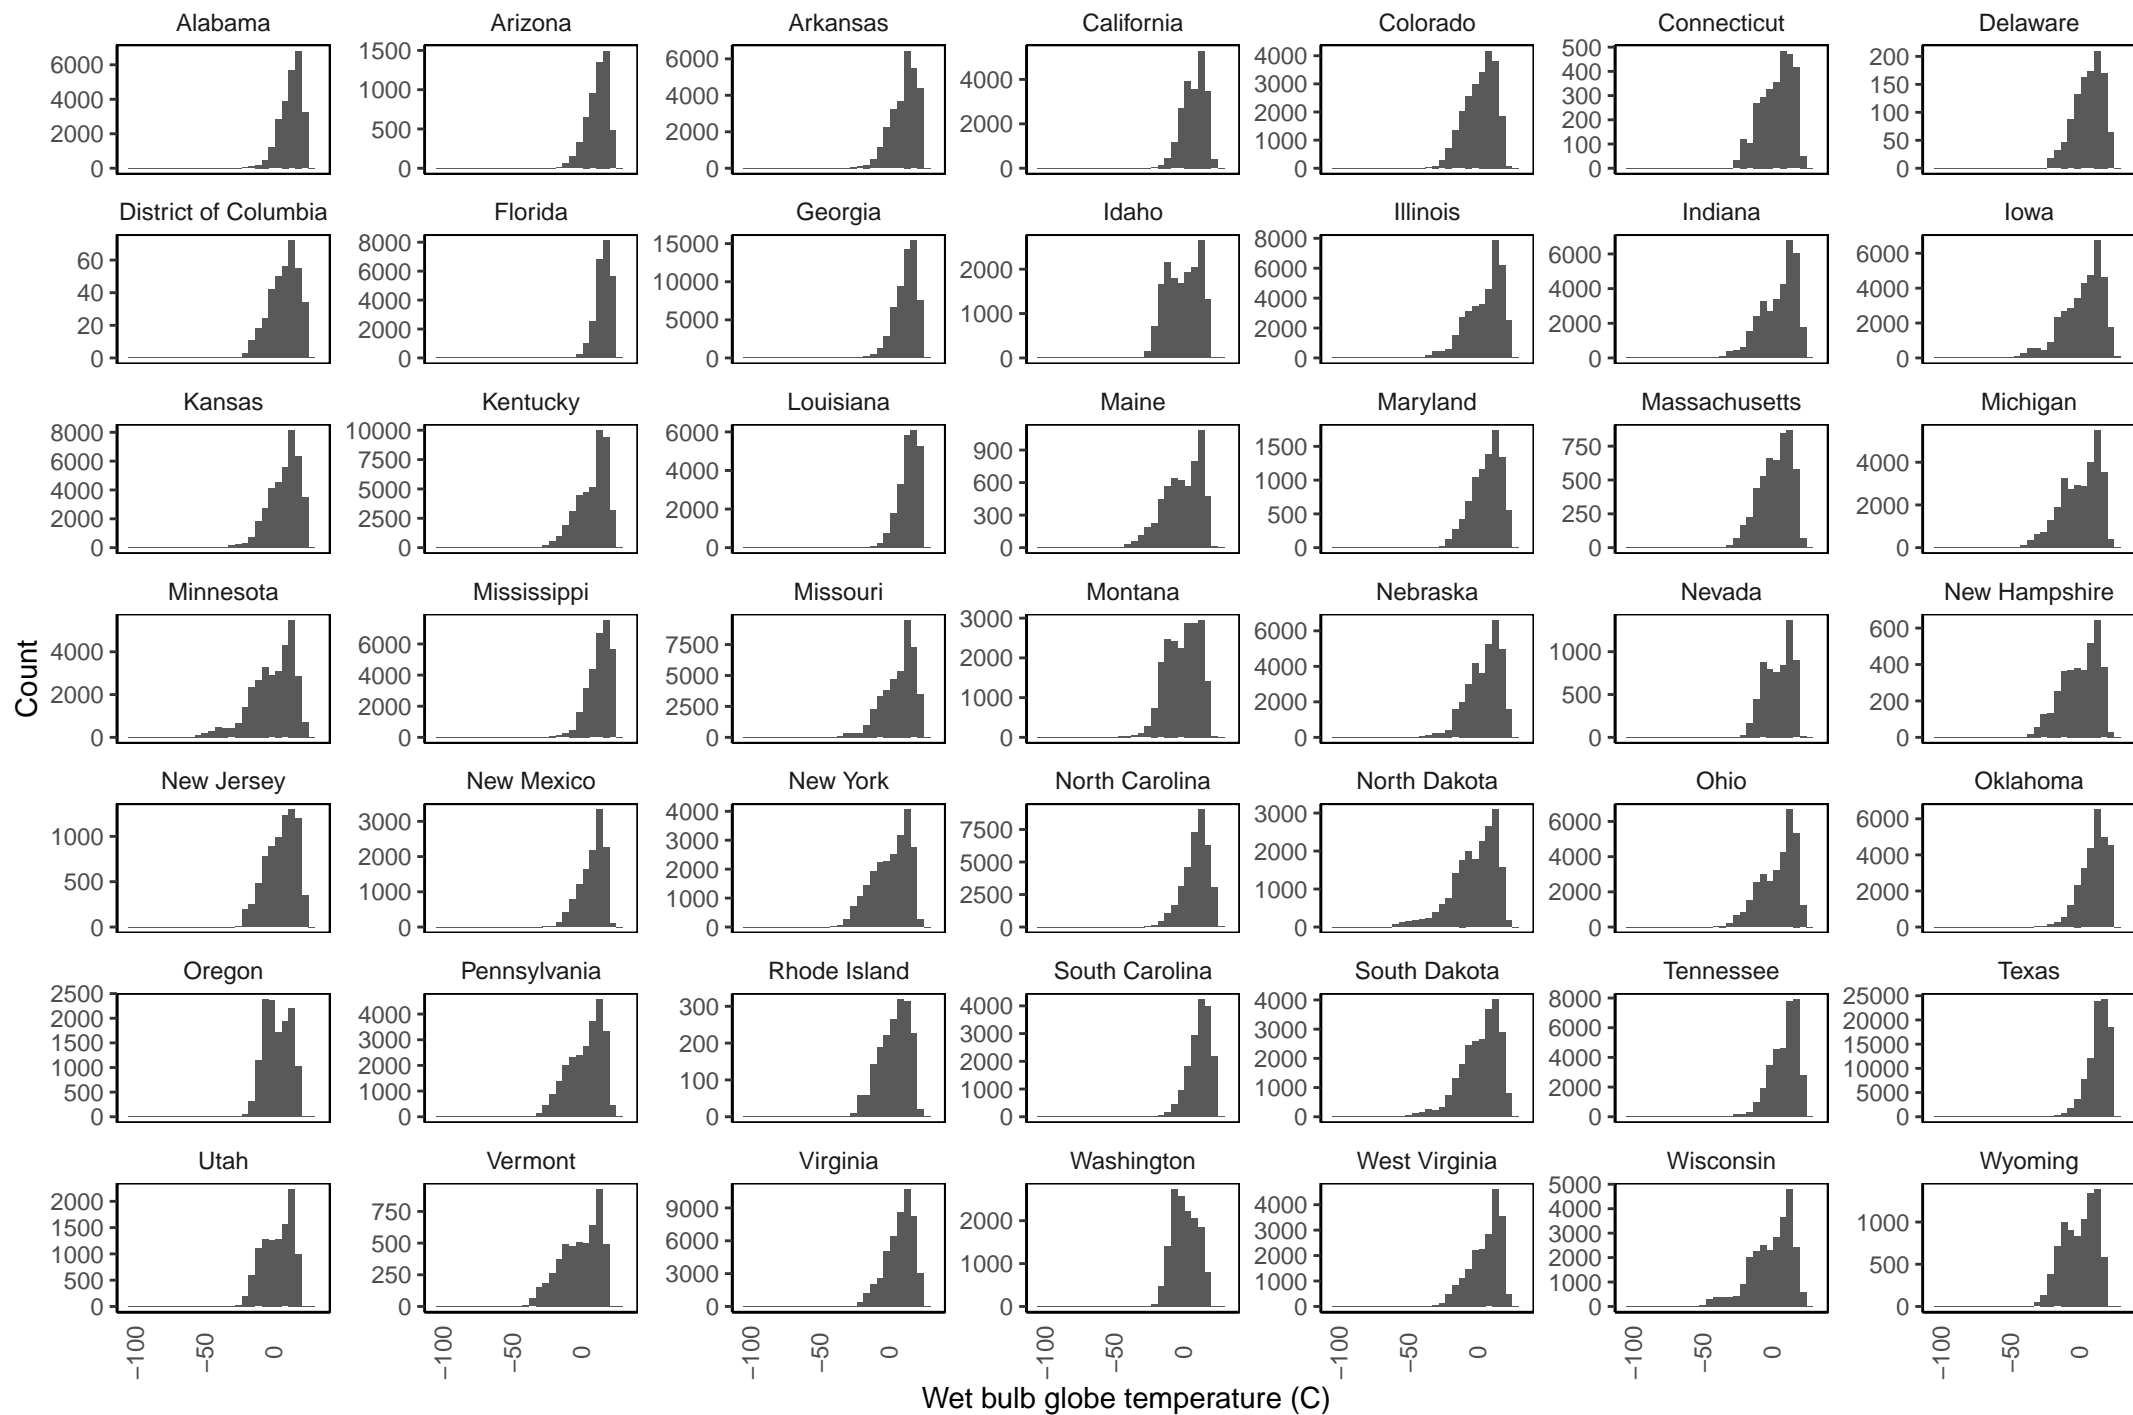 Alabama Arizona Arkansas California Colorado Connecticut Delaware
6000 4000 2000 0 1500 1000 500 0 6000 4000 2000 0 4000 2000 0 4000 3000 2000 1000 0 500 400 300 200 100 0 200 150 100 50 0
District of Columbia Florida Georgia Idaho Illinois Indiana Iowa
60 40 20 0 8000 6000 4000 2000 0 15000 10000 5000 0 2000 1000 0 8000 6000 4000 2000 0 6000 4000 2000 0 6000 4000 2000 0
Kansas Kentucky Louisiana Maine Maryland Massachusetts Michigan
8000 6000 4000 2000 0 10000 7500 5000 2500 0 6000 4000 2000 0 900 600 300 0 1500 1000 500 0 750 500 250 0 4000 2000 0
Minnesota Mississippi Missouri Montana Nebraska Nevada New Hampshire
4000 2000 0 6000 4000 2000 0 7500 5000 2500 0 3000 2000 1000 0 6000 4000 2000 0 1000 500 0 600 400 200 0
Count
New Jersey New Mexico New York North Carolina North Dakota Ohio Oklahoma
1000 500 0 3000 2000 1000 0 4000 3000 2000 1000 0 7500 5000 2500 0 3000 2000 1000 0 6000 4000 2000 0 6000 4000 2000 0
Oregon Pennsylvania Rhode Island South Carolina South Dakota Tennessee Texas
2500 2000 1500 1000 500 0 4000 3000 2000 1000 0 300 200 100 0 4000 3000 2000 1000 0 4000 3000 2000 1000 0 8000 6000 4000 2000 0 25000 20000 15000 10000 5000 0
Utah Vermont Virginia Washington West Virginia Wisconsin Wyoming
2000 1500 1000 500 0 750 500 250 0 9000 6000 3000 0 2000 1000 0 4000 3000 2000 1000 0 5000 4000 3000 2000 1000 0 1000 500 0
−100 −50 0 −100 −50 0 −100 −50 0 −100 −50 0 −100 −50 0 −100 −50 0 −100 −50 0
Wet bulb globe temperature (C)